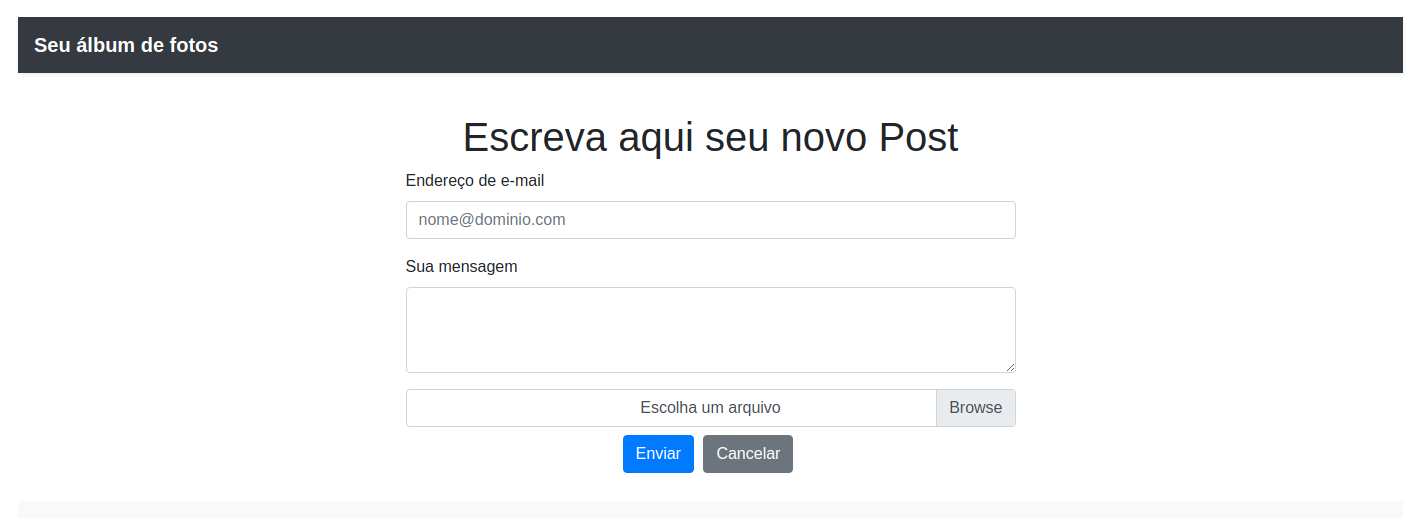 Seu álbum de fotos
Escreva aqui seu novo Post
Endereço de e-mail
nome@dominio.com
Sua mensagem
Escolha um arquivo Browse
Enviar Cancelar